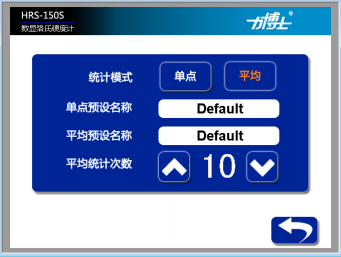 HRS-150S
数显洛氏硬度计
力博士®
统计模式 单点 平均
单点预设名称 Default
平均预设名称 Default
平均统计次数 10